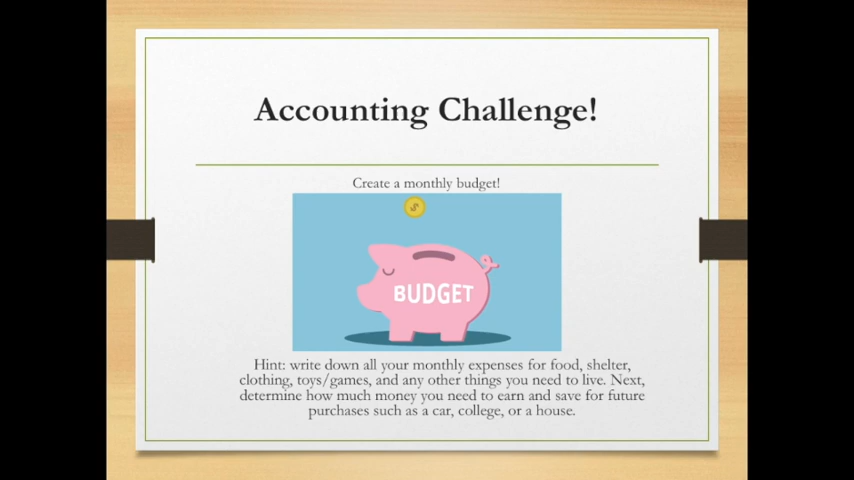 Accounting Challenge!
Create a monthly budget!
$
BUDGET
Hint: write down all your monthly expenses for food, shelter,
clothing, toys/games, and any other things you need to live. Next,
determine how much money you need to earn and save for future
purchases such as a car, college, or a house.